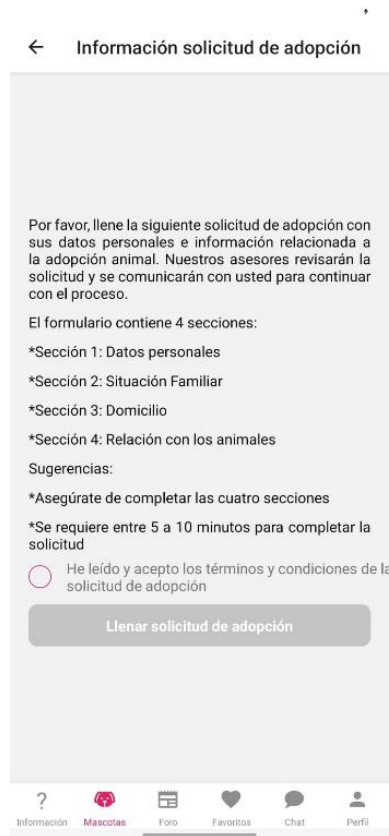 Información solicitud de adopción
Por favor, llene la siguiente solicitud de adopción con
sus datos personales e información relacionada a
la adopción animal. Nuestros asesores revisarán la
solicitud y se comunicarán con usted para continuar
con el proceso.
El formulario contiene 4 secciones:
*Sección 1: Datos personales
*Sección 2: Situación Familiar
*Sección 3: Domicilio
*Sección 4: Relación con los animales
Sugerencias:
*Asegúrate de completar las cuatro secciones
*Se requiere entre 5 a 10 minutos para completar la
solicitud
He leído y acepto los términos y condiciones de la
solicitud de adopción
Llenar solicitud de adopción
?
Información Mascotas Foro Favoritos Chat Perfil